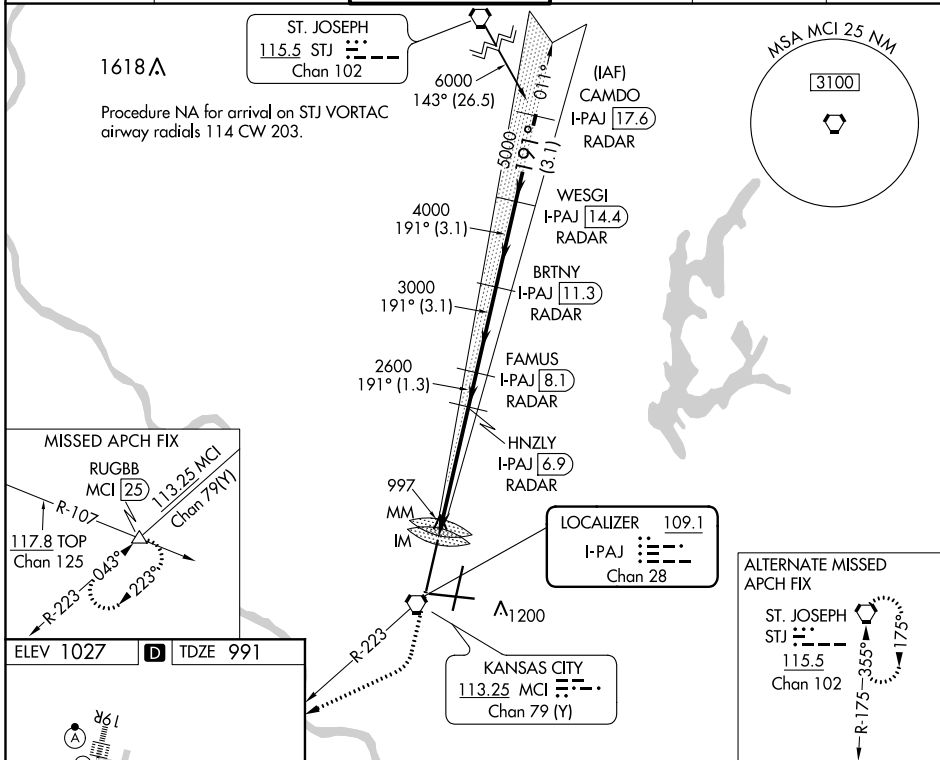 ST. JOSEPH
115.5 STJ
Chan 102
1618
6000
143° (26.5)
Procedure NA for arrival on STJ VORTAC
airway radials 114 CW 203.
011°
(IAF)
CAMDO
I-PAJ 17.6
RADAR
MSA MCI 25 NM
3100
5000
191°
(3.1)
WESGI
I-PAJ 14.4
RADAR
4000
191° (3.1)
BRTNY
I-PAJ 11.3
RADAR
3000
191° (3.1)
FAMUS
I-PAJ 8.1
RADAR
2600
191° (1.3)
HNZLY
I-PAJ 6.9
RADAR
997
MM
IM
MISSED APCH FIX
RUGBB
MCI 25
113.25 MCI
Chan 79(Y)
R-107
117.8 TOP
Chan 125
043°
223°
R-223
LOCALIZER 109.1
I-PAJ
Chan 28
1200
R-223
KANSAS CITY
113.25 MCI
Chan 79 (Y)
ALTERNATE MISSED
APCH FIX
ST. JOSEPH
STJ
115.5
Chan 102
355°
175°
R-175
ELEV 1027
D
TDZE 991
19R
A